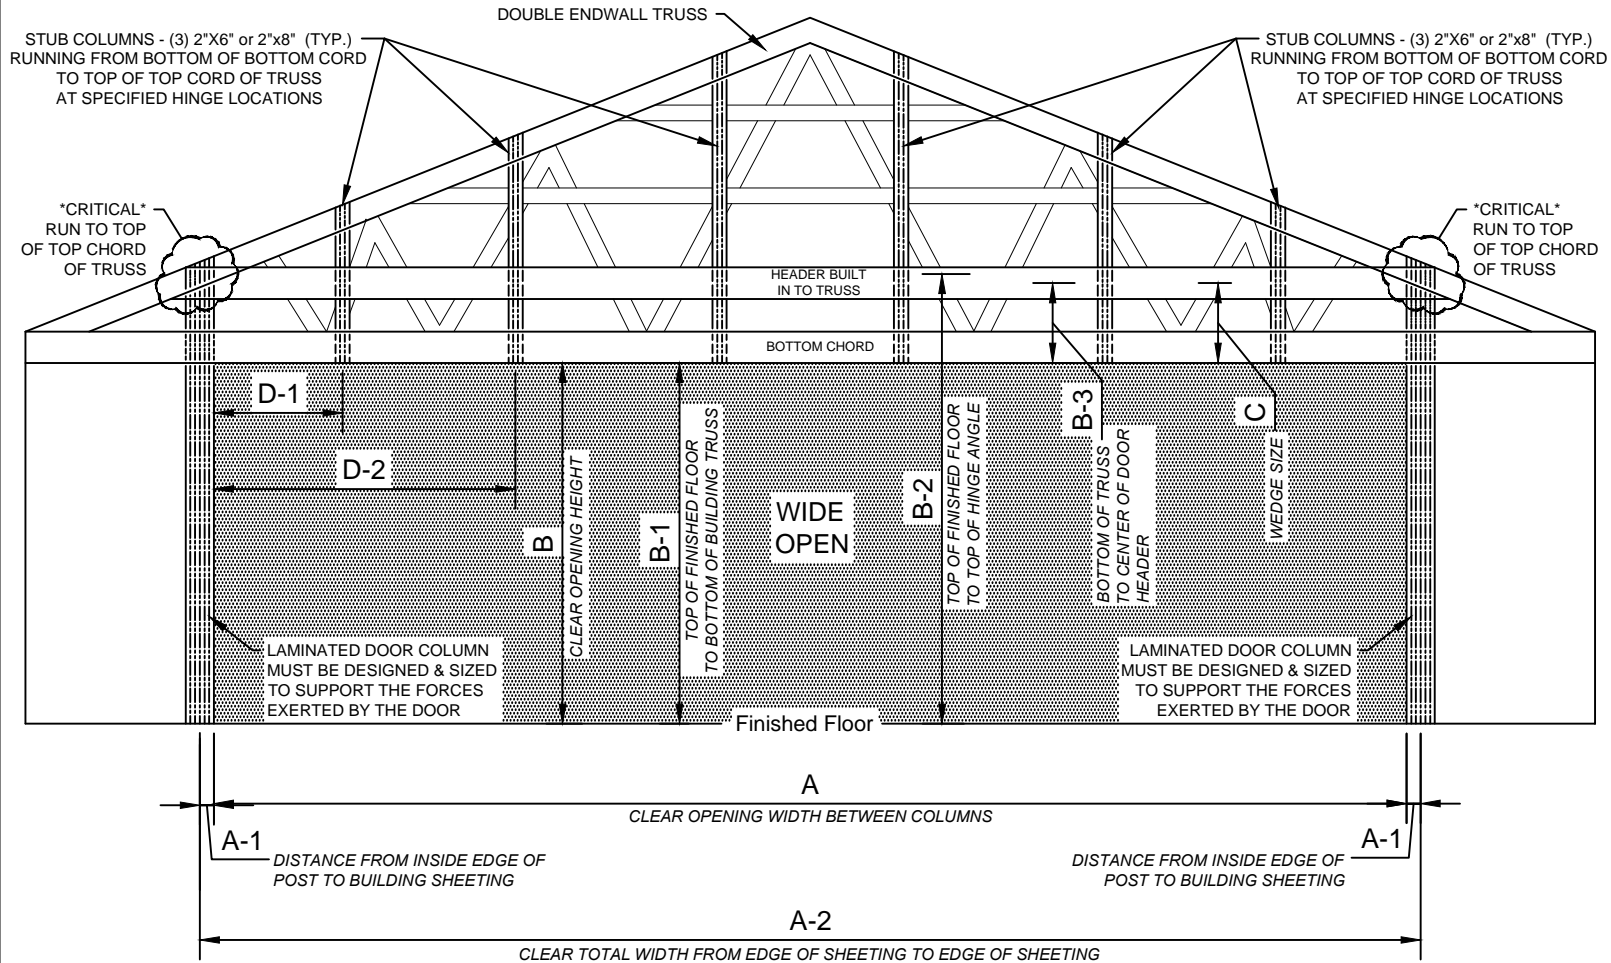 DOUBLE ENDWALL TRUSS
STUB COLUMNS - (3) 2"X6" or 2"x8" (TYP.)
RUNNING FROM BOTTOM OF BOTTOM CORD
TO TOP OF TOP CORD OF TRUSS
AT SPECIFIED HINGE LOCATIONS
STUB COLUMNS - (3) 2"X6" or 2"x8" (TYP.)
RUNNING FROM BOTTOM OF BOTTOM CORD
TO TOP OF TOP CORD OF TRUSS
AT SPECIFIED HINGE LOCATIONS
*CRITICAL*
RUN TO TOP
OF TOP CHORD
OF TRUSS
*CRITICAL*
RUN TO TOP
OF TOP CHORD
OF TRUSS
HEADER BUILT
IN TO TRUSS
BOTTOM CHORD
D-1
D-2
B
CLEAR OPENING HEIGHT
B-1
TOP OF FINISHED FLOOR
TO BOTTOM OF BUILDING TRUSS
WIDE
OPEN
B-2
TOP OF FINISHED FLOOR
TO TOP OF HINGE ANGLE
B-3
BOTTOM OF TRUSS
TO CENTER OF DOOR
HEADER
C
WEDGE SIZE
LAMINATED DOOR COLUMN
MUST BE DESIGNED & SIZED
TO SUPPORT THE FORCES
EXERTED BY THE DOOR
LAMINATED DOOR COLUMN
MUST BE DESIGNED & SIZED
TO SUPPORT THE FORCES
EXERTED BY THE DOOR
Finished Floor
A
CLEAR OPENING WIDTH BETWEEN COLUMNS
A-1
DISTANCE FROM INSIDE EDGE OF
POST TO BUILDING SHEETING
A-1
DISTANCE FROM INSIDE EDGE OF
POST TO BUILDING SHEETING
A-2
CLEAR TOTAL WIDTH FROM EDGE OF SHEETING TO EDGE OF SHEETING